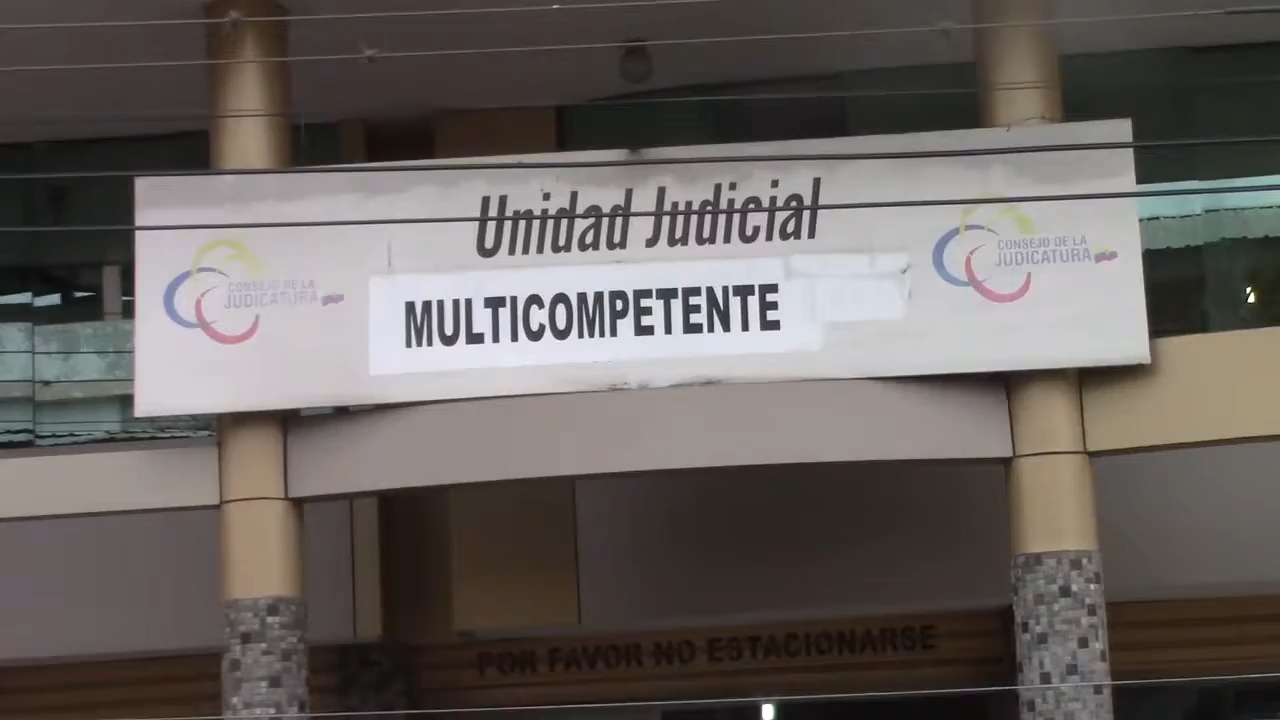 Unidad Judicial
CONSEJO DE LA
JUDICATURA
MULTICOMPETENTE
CONSEJO DE LA
JUDICATURA
POR FAVOR NO ESTACIONARSE